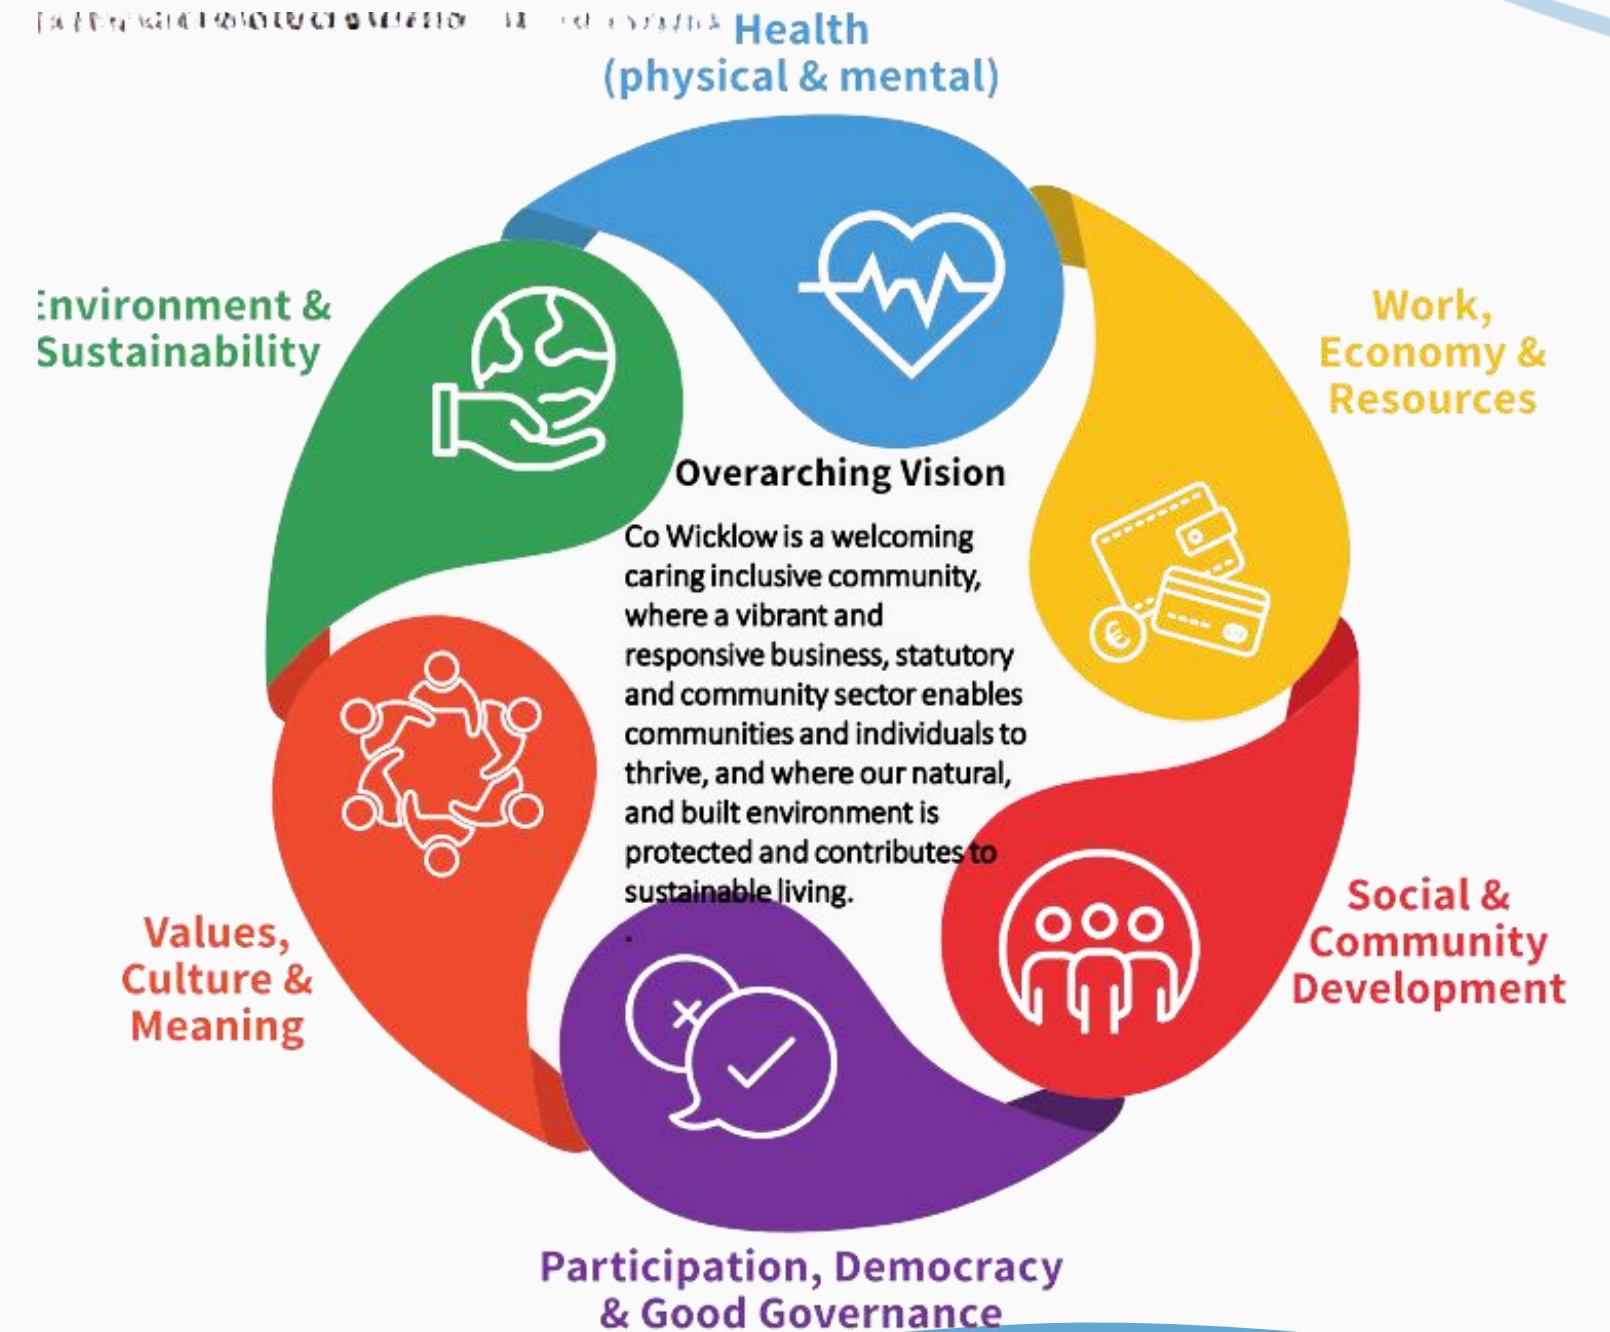 Health
(physical & mental)
Environment &
Sustainability
Work,
Economy &
Resources
Overarching Vision
Co Wicklow is a welcoming
caring inclusive community,
where a vibrant and
responsive business, statutory
and community sector enables
communities and individuals to
thrive, and where our natural,
and built environment is
protected and contributes to
sustainable living.
.
Values,
Culture &
Meaning
Social &
Community
Development
Participation, Democracy
& Good Governance